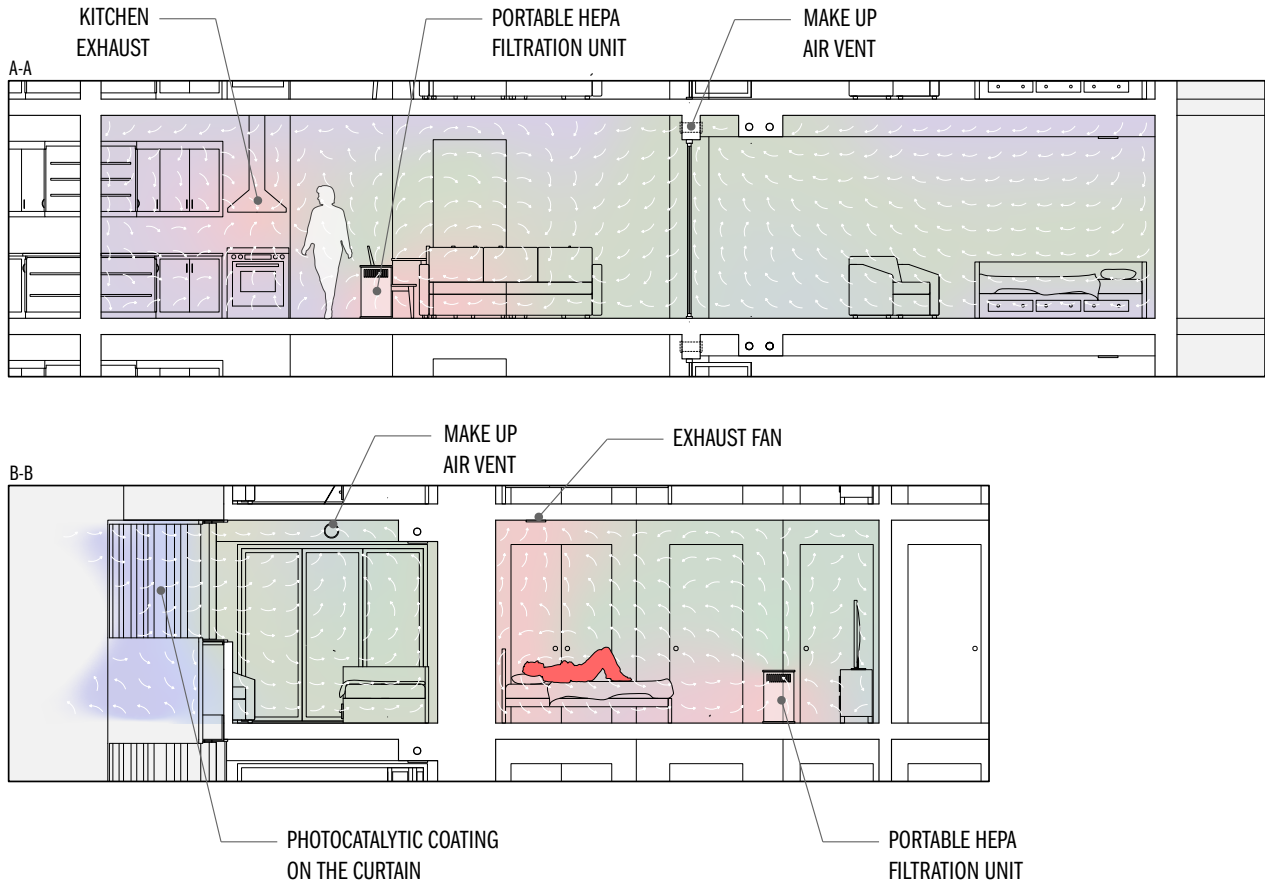 KITCHEN
EXHAUST
PORTABLE HEPA
FILTRATION UNIT
MAKE UP
AIR VENT
A-A
MAKE UP
AIR VENT
EXHAUST FAN
B-B
PHOTOCATALYTIC COATING
ON THE CURTAIN
PORTABLE HEPA
FILTRATION UNIT